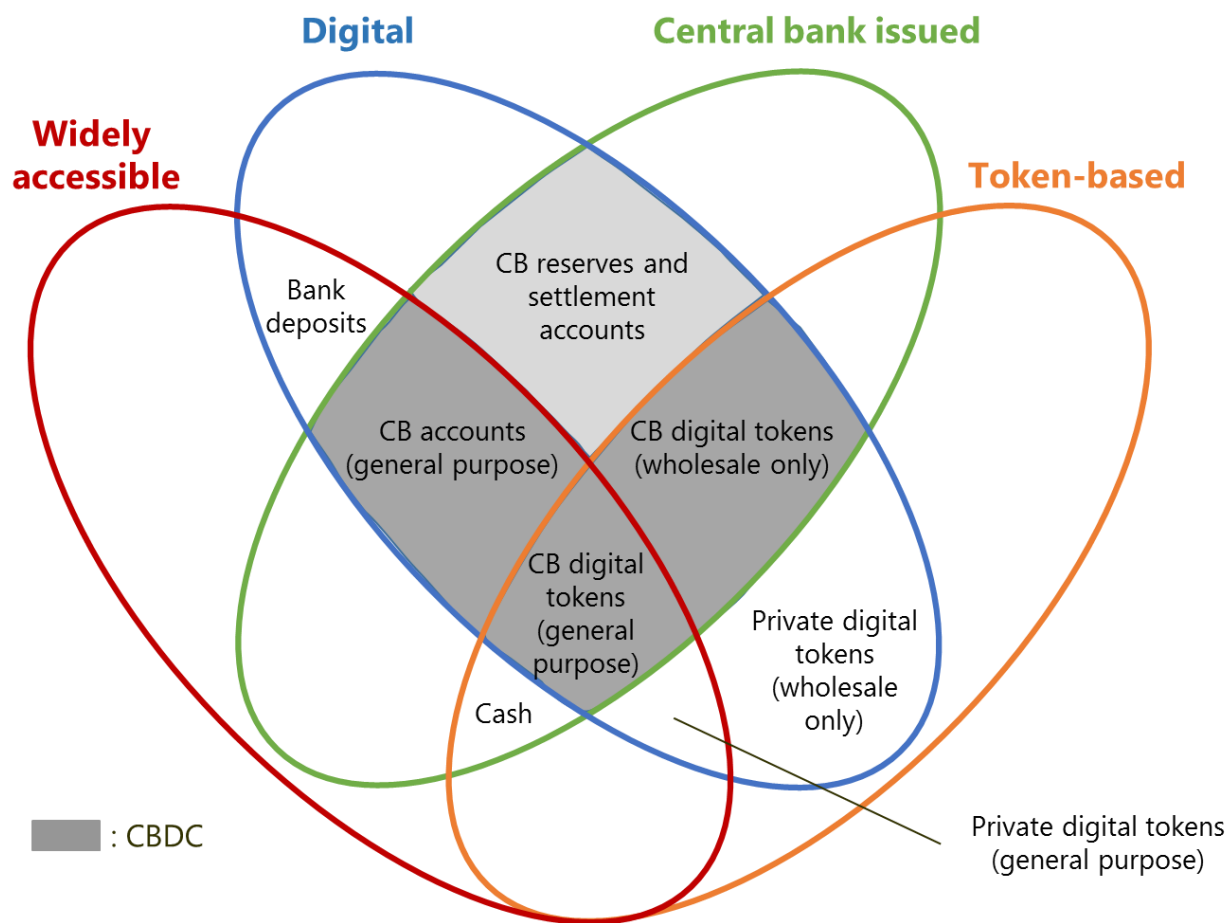 Digital
Central bank issued
Widely
accessible
Token-based
CB reserves and
settlement
accounts
Bank
deposits
CB accounts
(general purpose)
CB digital tokens
(wholesale only)
CB digital
tokens
(general
purpose)
Private digital
tokens
(wholesale
only)
Cash
: CBDC
Private digital tokens
(general purpose)